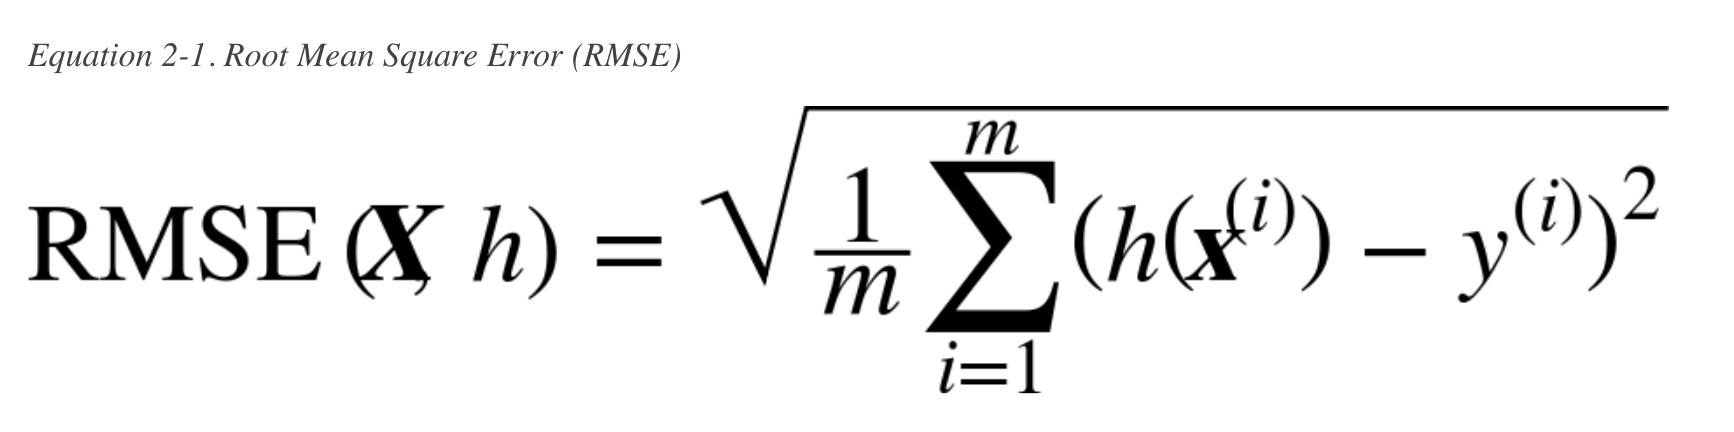 Equation 2-1. Root Mean Square Error (RMSE)
RMSE (X, h) = √(1/m ∑_{i=1}^{m} (h(x^{(i)}) − y^{(i)})^2)